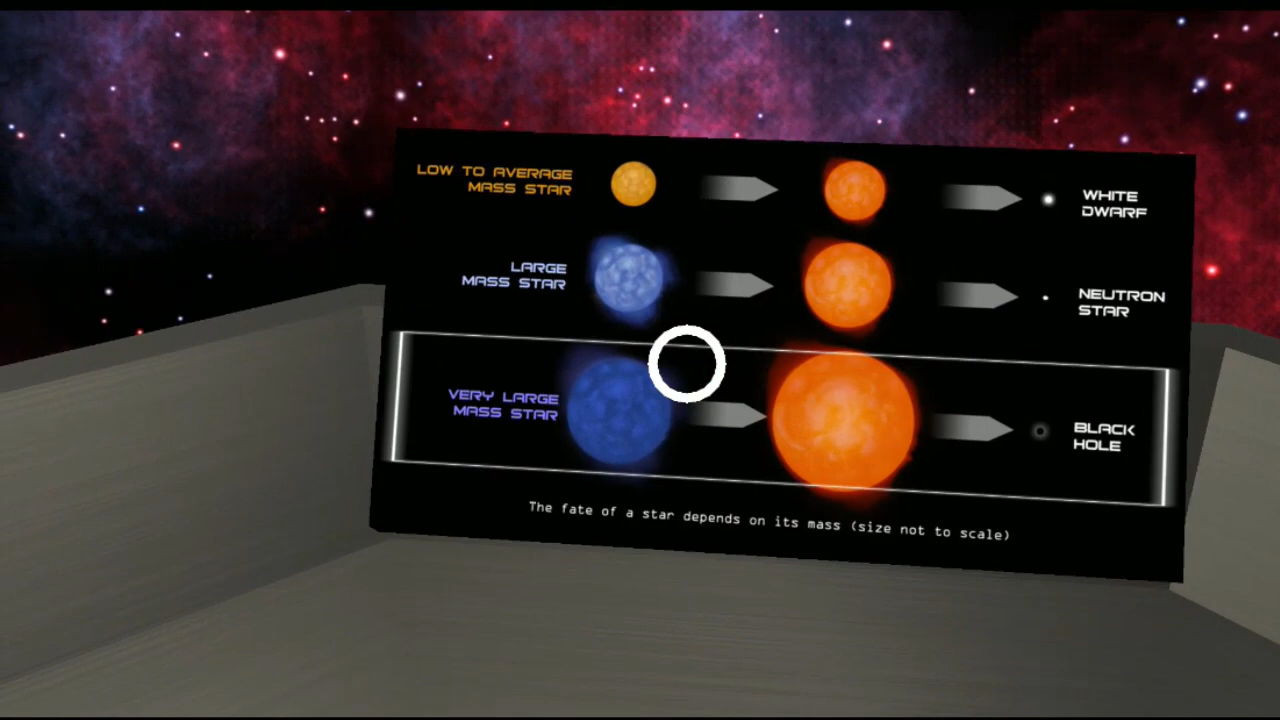 LOW TO AVERAGE
MASS STAR
WHITE
DWARF
LARGE
MASS STAR
NEUTRON
STAR
VERY LARGE
MASS STAR
BLACK
HOLE
The fate of a star depends on its mass (size not to scale)